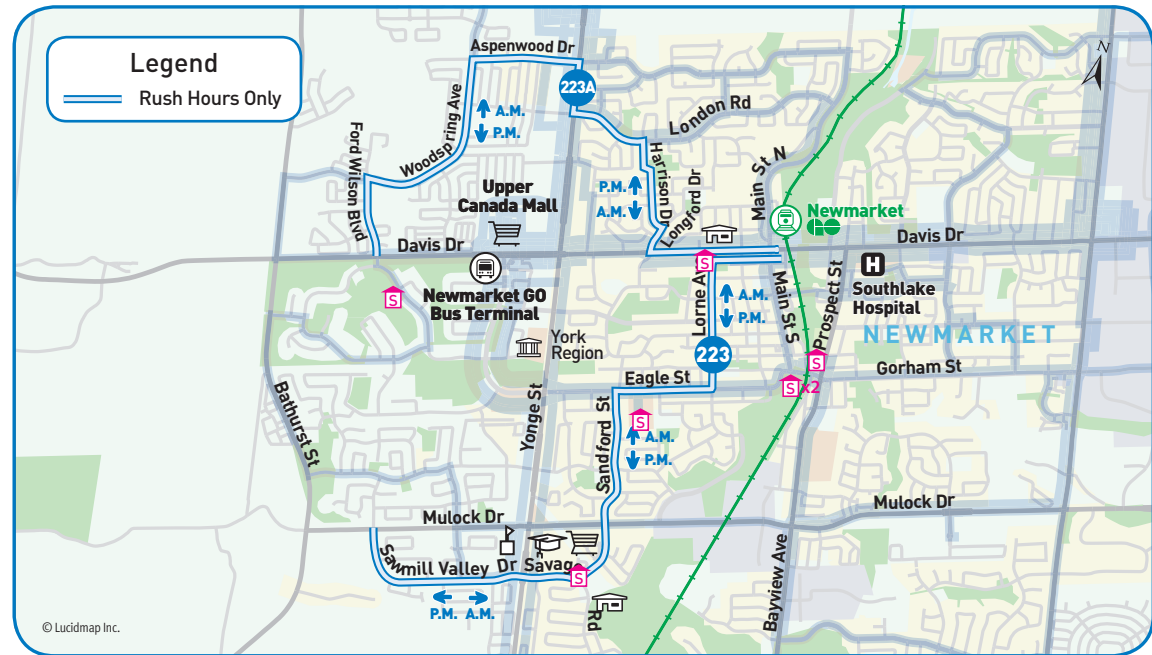 Legend
Rush Hours Only
Aspenwood Dr
223A
N
A.M.
P.M.
Woodspring Ave
Ford Wilson Blvd
London Rd
Harrison Dr
Longford Dr
Main St N
P.M.
A.M.
Upper
Canada Mall
Newmarket
GO
Davis Dr
Davis Dr
S
S
H
Southlake
Hospital
Newmarket GO
Bus Terminal
Lorne
A.M.
P.M.
Main St S
Prospect St
NEWMARKET
York
Region
223
S
S x2
Gorham St
Eagle St
Bathurst St
Yonge St
Sandford St
S
A.M.
P.M.
Mulock Dr
Mulock Dr
Sawmill Valley Dr
Savage
S
Rd
P.M. A.M.
Bayview Ave
© Lucidmap Inc.